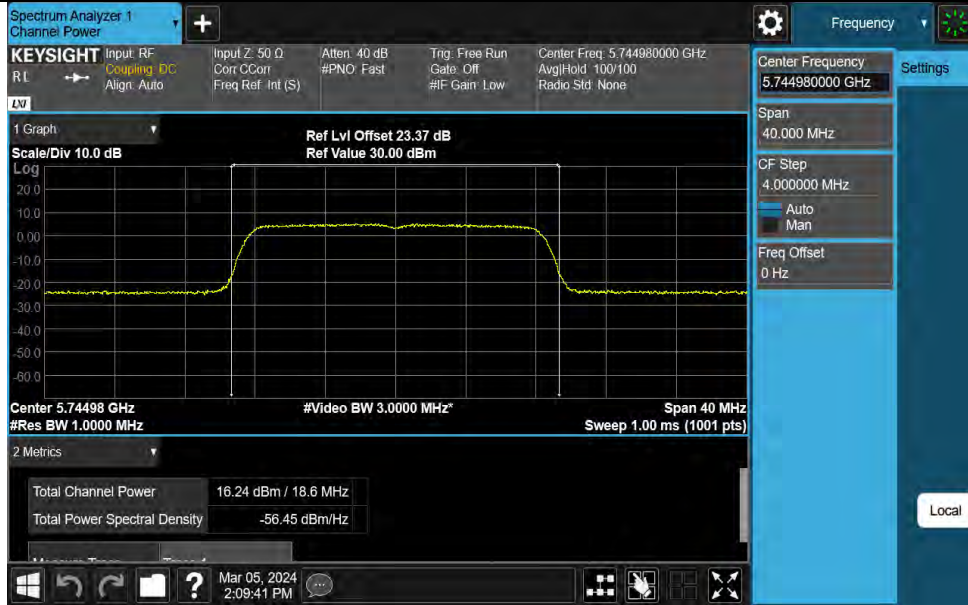 Spectrum Analyzer 1
Channel Power
+
Frequency
KEYSIGHT
RL
LXI
Input: RF
Coupling: DC
Align: Auto
Input Z: 50 Ω
Corr CCorr
Freq Ref: Int (S)
Atten: 40 dB
#PNO: Fast
Trig: Free Run
Gate: Off
#IF Gain: Low
Center Freq: 5.744980000 GHz
Avg|Hold: 100/100
Radio Std: None
Center Frequency
5.744980000 GHz
Settings
Span
40.000 MHz
CF Step
4.000000 MHz
Auto
Man
Freq Offset
0 Hz
Local
1 Graph
Scale/Div 10.0 dB
Ref Lvl Offset 23.37 dB
Ref Value 30.00 dBm
Log
20.0
10.0
0.00
-10.0
-20.0
-30.0
-40.0
-50.0
-60.0
Center 5.74498 GHz
#Video BW 3.0000 MHz*
Span 40 MHz
#Res BW 1.0000 MHz
Sweep 1.00 ms (1001 pts)
2 Metrics
Total Channel Power 16.24 dBm / 18.6 MHz
Total Power Spectral Density -56.45 dBm/Hz
?
Mar 05, 2024
2:09:41 PM